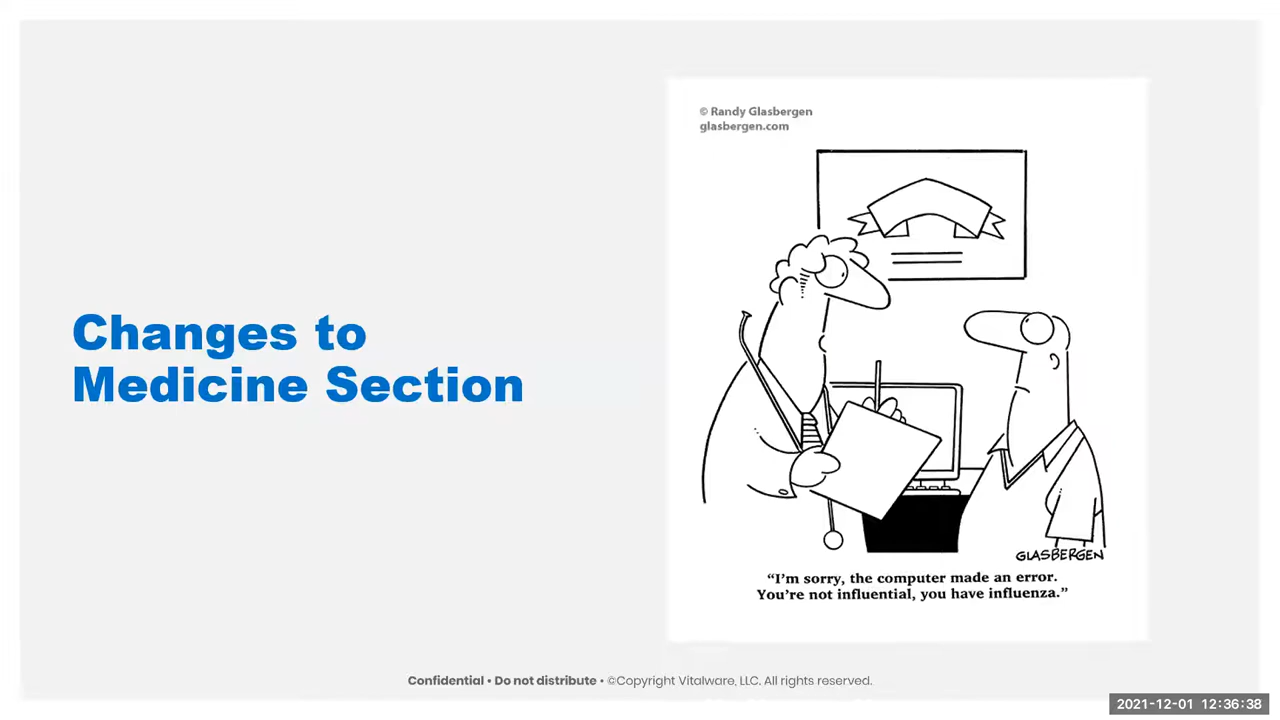 Changes to
Medicine Section
© Randy Glasbergen
glasbergen.com
GLASBERGEN
“I’m sorry, the computer made an error.
You’re not influential, you have influenza.”
Confidential • Do not distribute • ©Copyright Vitalware, LLC. All rights reserved.
2021-12-01 12:36:38